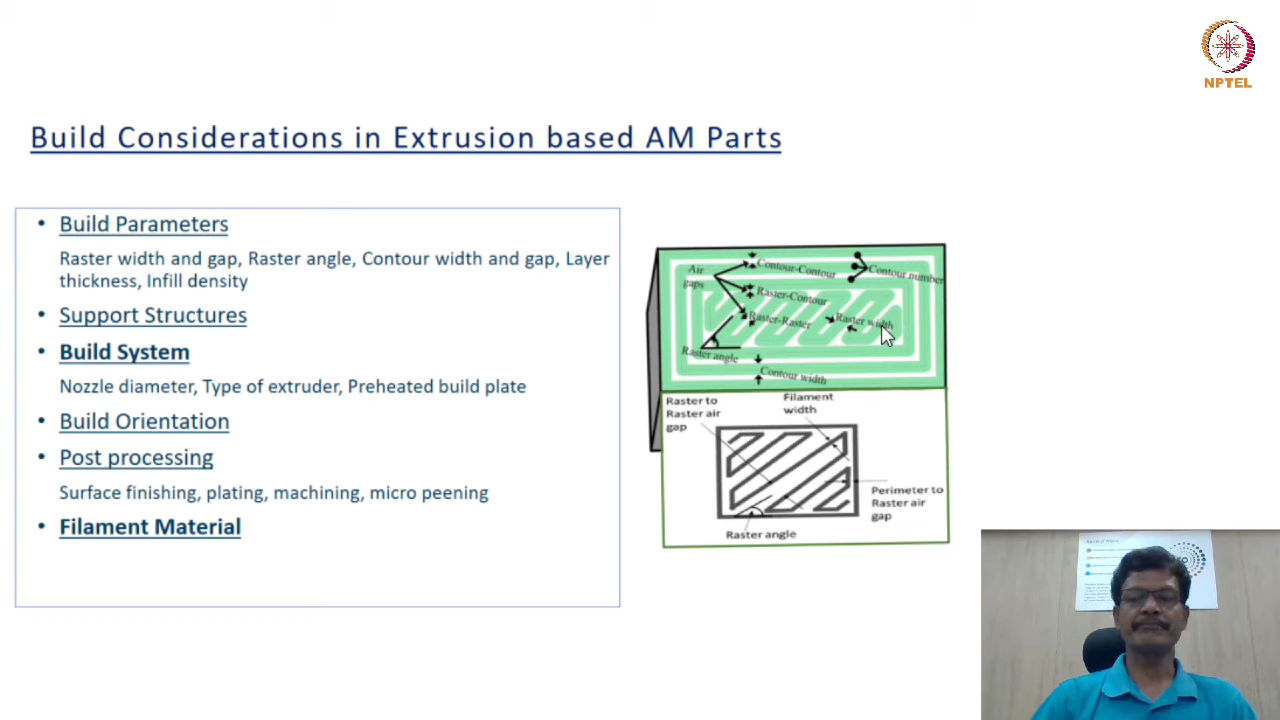 NPTEL
Build Considerations in Extrusion based AM Parts
• Build Parameters
Raster width and gap, Raster angle, Contour width and gap, Layer
thickness, Infill density
• Support Structures
• Build System
Nozzle diameter, Type of extruder, Preheated build plate
• Build Orientation
• Post processing
Surface finishing, plating, machining, micro peening
• Filament Material
Air
gaps
Contour-Contour
Contour number
Raster-Contour
Raster-Raster
Raster width
Raster angle
Contour width
Raster to
Raster air
gap
Filament
width
Perimeter to
Raster air
gap
Raster angle